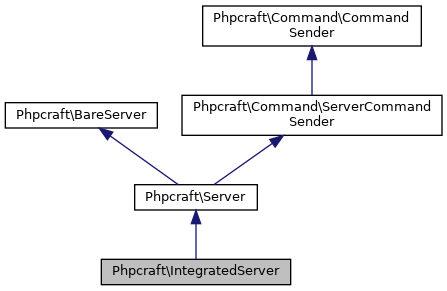 Phpcraft\Command\Command
Sender
Phpcraft\Command\ServerCommand
Sender
Phpcraft\BareServer
Phpcraft\Server
Phpcraft\IntegratedServer